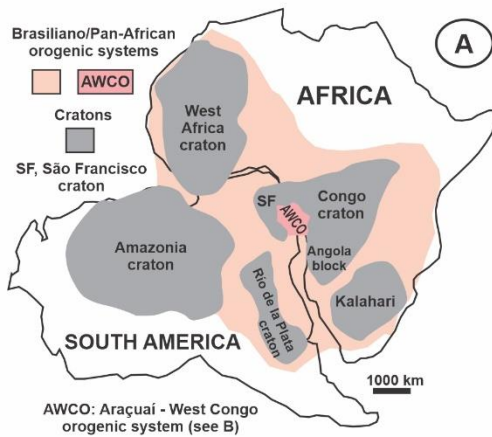 Brasiliano/Pan-African
orogenic systems
AWCO
Cratons
SF, São Francisco
craton
A
AFRICA
West
Africa
craton
SF
AWCO
Congo
craton
Angola
block
Amazonia
craton
Río de la Plata
craton
Kalahari
SOUTH AMERICA
1000 km
AWCO: Araçuaí - West Congo
orogenic system (see B)